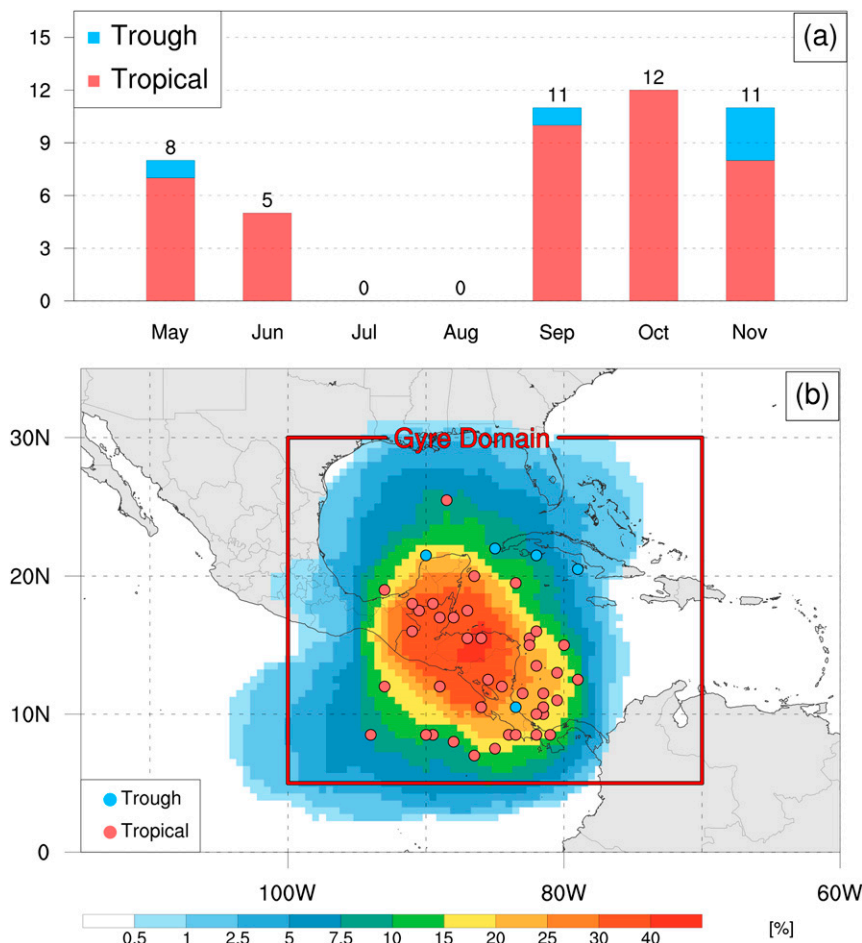 15
12
9
6
3
0
Trough
Tropical
(a)
8
5
0
0
11
12
11
May Jun Jul Aug Sep Oct Nov
(b)
30N
Gyre Domain
20N
10N
Trough
Tropical
0
100W 80W 60W
0.5 1 2.5 5 7.5 10 15 20 25 30 40 [%]